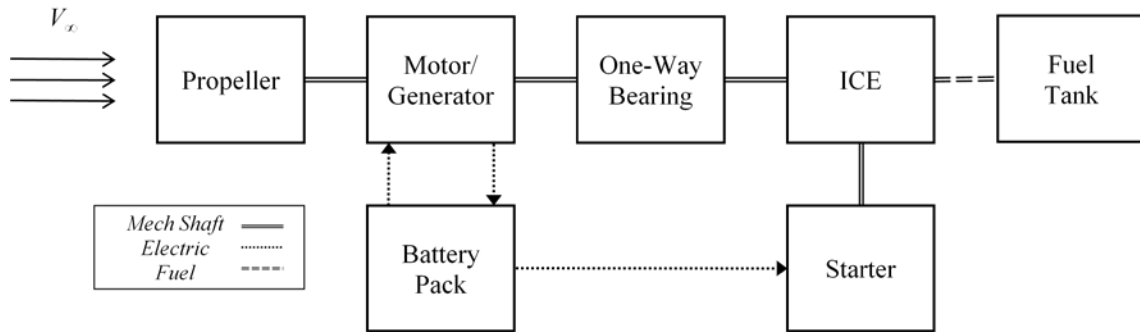 V∞
Propeller
Motor/
Generator
One-Way
Bearing
ICE
Fuel
Tank
Mech Shaft
Electric
Fuel
Battery
Pack
Starter